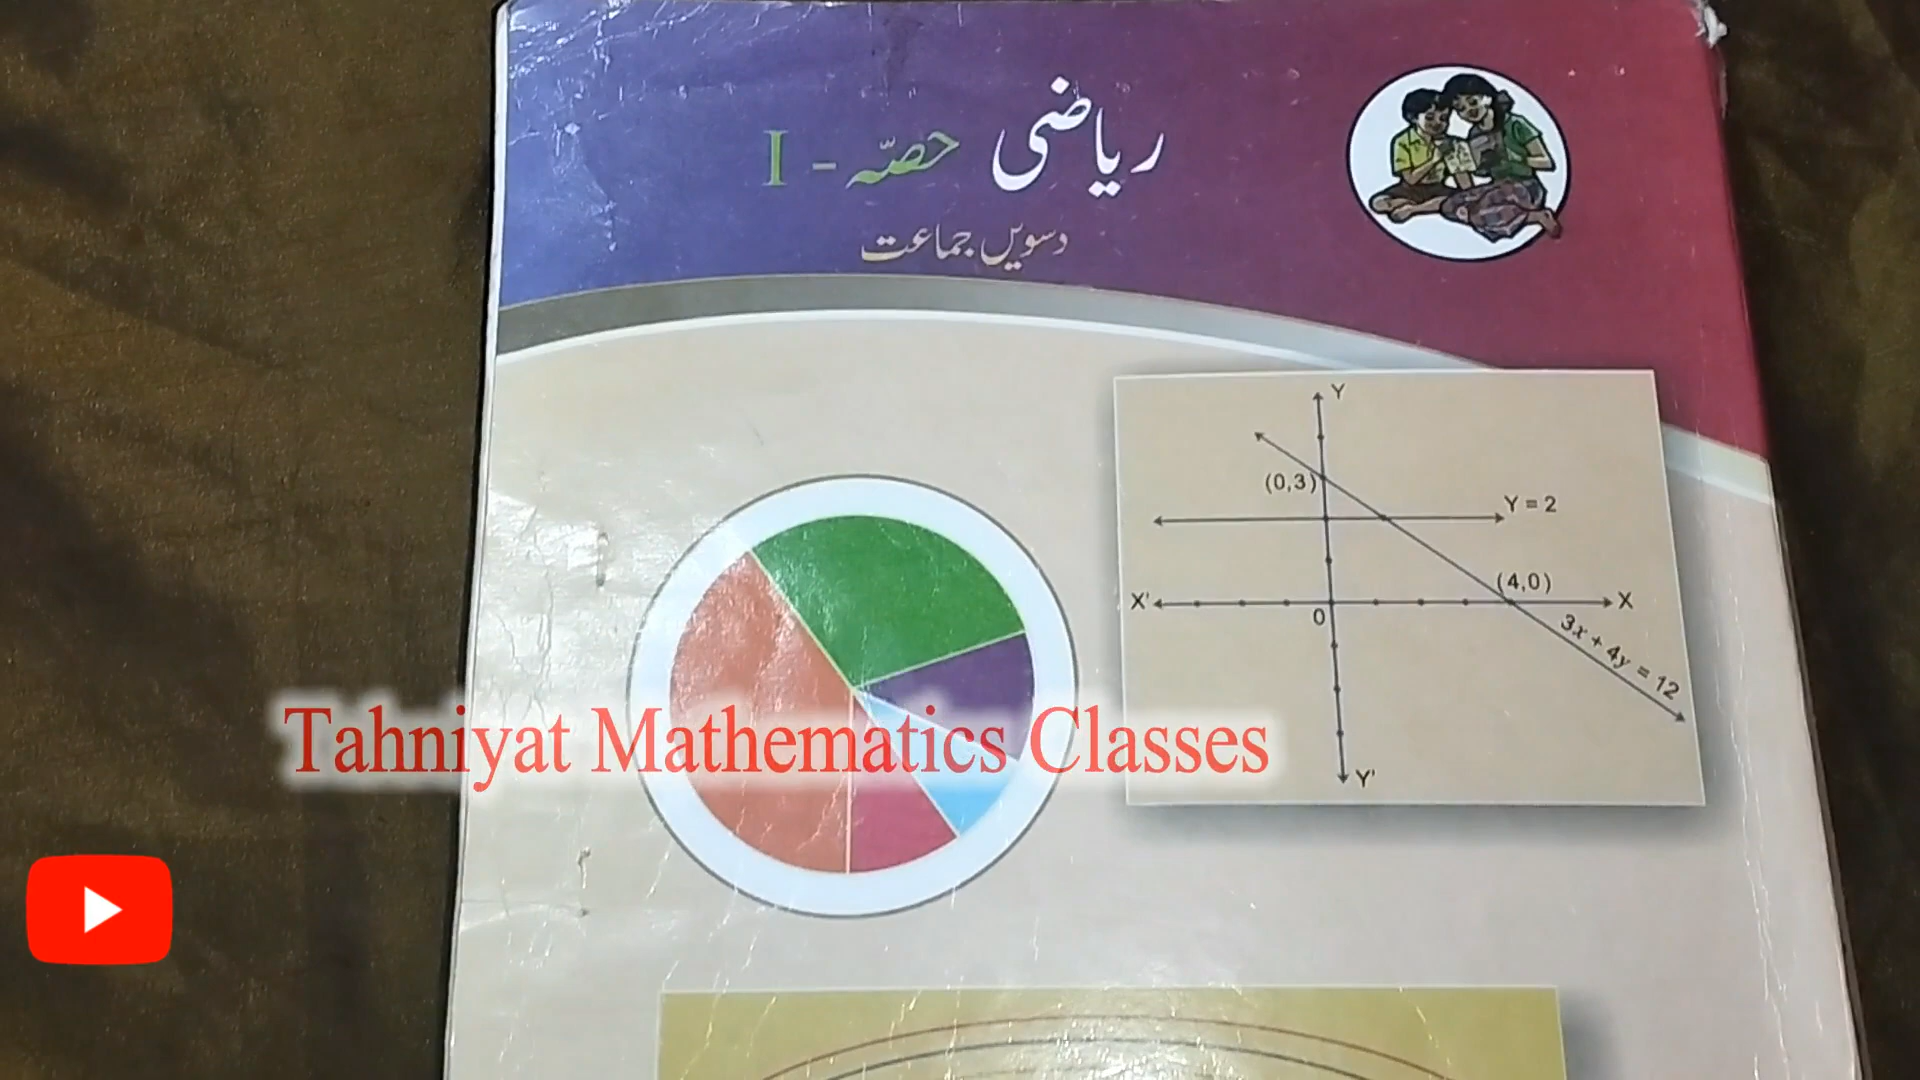 ریاضی حصّہ - I
دسویں جماعت
Y
(0,3)
Y = 2
(4,0)
X'
X
0
3x + 4y = 12
Y'
Tahniyat Mathematics Classes